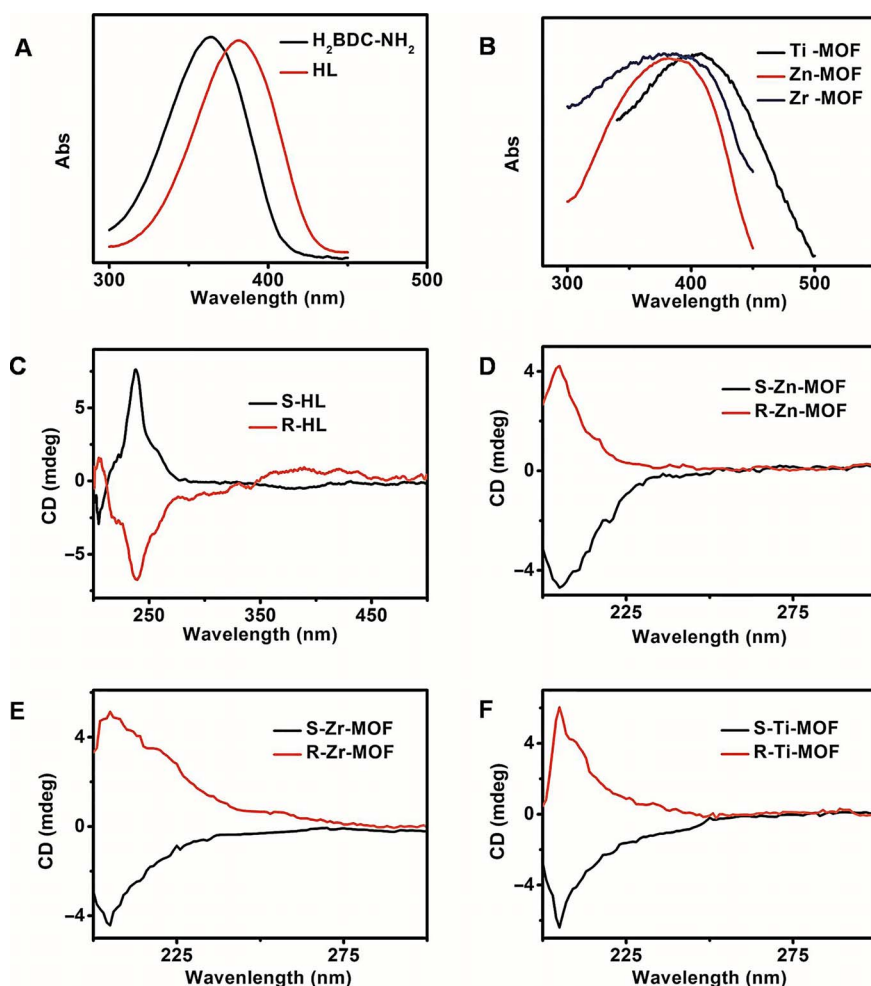 A
H₂BDC-NH₂
HL
Abs
300
400
500
Wavelength (nm)
B
Ti -MOF
Zn-MOF
Zr -MOF
Abs
300
400
500
Wavelength (nm)
C
S-HL
R-HL
CD (mdeg)
5
0
−5
250
350
450
Wavelength (nm)
D
S-Zn-MOF
R-Zn-MOF
CD (mdeg)
4
0
−4
225
275
Wavelength (nm)
E
S-Zr-MOF
R-Zr-MOF
CD (mdeg)
4
0
−4
225
275
Wavenlength (nm)
F
S-Ti-MOF
R-Ti-MOF
CD (mdeg)
4
0
−4
225
275
Wavelength (nm)